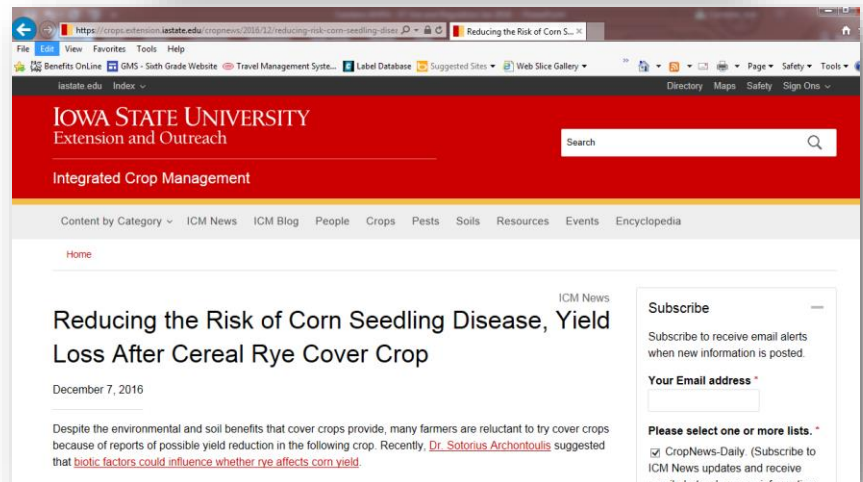 https://crops.extension.iastate.edu/cropnews/2016/12/reducing-risk-corn-seedling-diseas
Reducing the Risk of Corn S...
File Edit View Favorites Tools Help
Benefits OnLine GMS - Sixth Grade Website Travel Management Syste... Label Database Suggested Sites Web Slice Gallery Page Safety Tools
iastate.edu Index Directory Maps Safety Sign Ons
IOWA STATE UNIVERSITY
Extension and Outreach
Search
Integrated Crop Management
Content by Category ICM News ICM Blog People Crops Pests Soils Resources Events Encyclopedia
Home
ICM News
Reducing the Risk of Corn Seedling Disease, Yield
Loss After Cereal Rye Cover Crop
December 7, 2016
Despite the environmental and soil benefits that cover crops provide, many farmers are reluctant to try cover crops
because of reports of possible yield reduction in the following crop. Recently, Dr. Sotorius Archontoulis suggested
that biotic factors could influence whether rye affects corn yield.
Subscribe
Subscribe to receive email alerts
when new information is posted.
Your Email address *
Please select one or more lists. *
CropNews-Daily. (Subscribe to
ICM News updates and receive